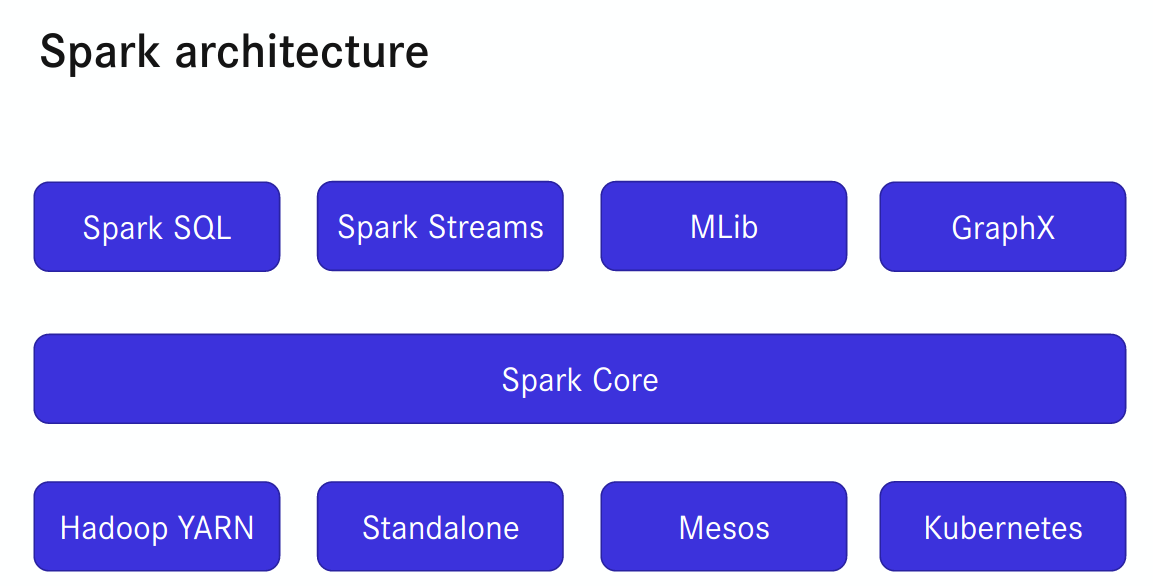 Spark architecture
Spark SQL
Spark Streams
MLib
GraphX
Spark Core
Hadoop YARN
Standalone
Mesos
Kubernetes